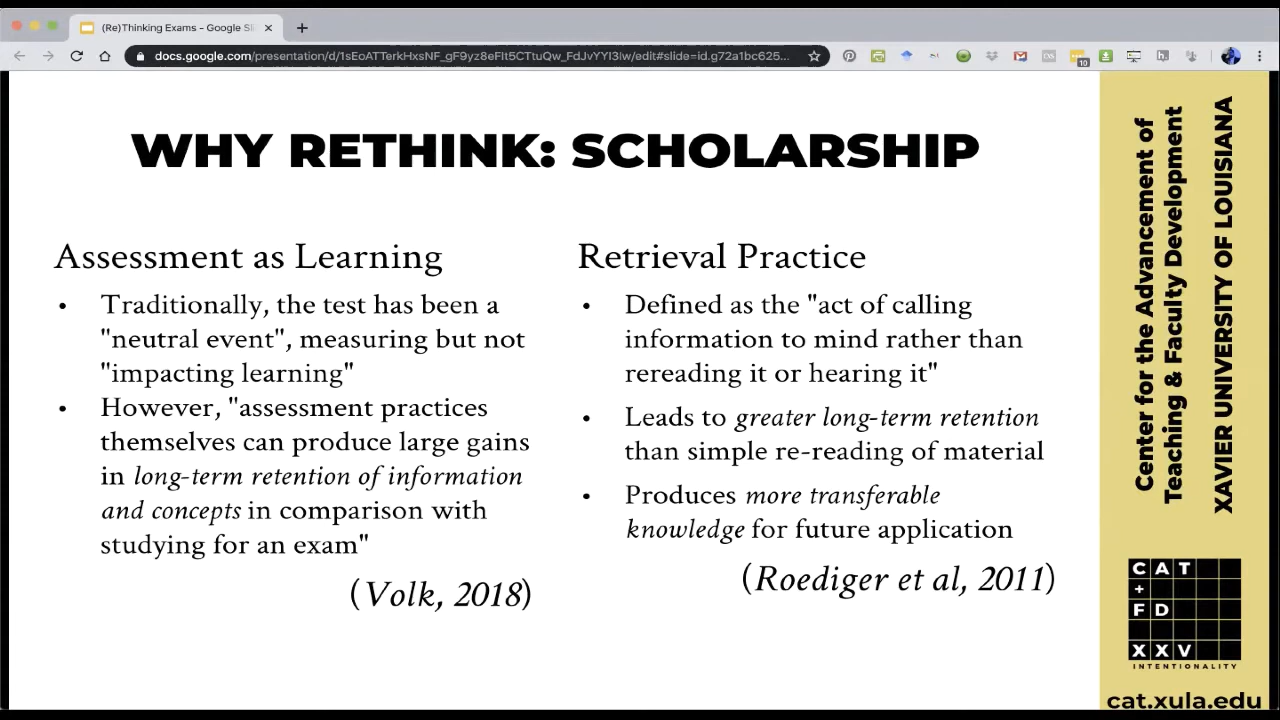 (Re)Thinking Exams - Google Sl
docs.google.com/presentation/d/1sEoATTerkHxsNF_gF9yz8eFlt5CTtuQw_FdJvYYI3lw/edit#slide=id.g72a1bc625...
10
WHY RETHINK: SCHOLARSHIP
Assessment as Learning
• Traditionally, the test has been a
"neutral event", measuring but not
"impacting learning"
• However, "assessment practices
themselves can produce large gains
in long-term retention of information
and concepts in comparison with
studying for an exam"
(Volk, 2018)
Retrieval Practice
• Defined as the "act of calling
information to mind rather than
rereading it or hearing it"
• Leads to greater long-term retention
than simple re-reading of material
• Produces more transferable
knowledge for future application
(Roediger et al, 2011)
Center for the Advancement of
Teaching & Faculty Development
XAVIER UNIVERSITY OF LOUISIANA
CAT
+
FD
XXV
INTENTIONALITY
cat.xula.edu